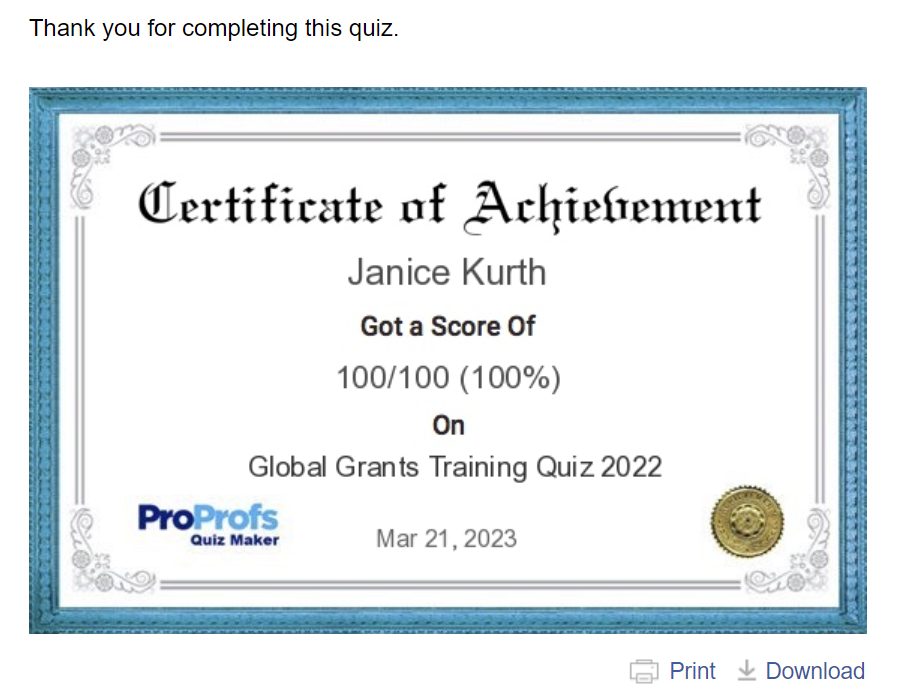 Thank you for completing this quiz.
Certificate of Achievement
Janice Kurth
Got a Score Of
100/100 (100%)
On
Global Grants Training Quiz 2022
ProProfs
Quiz Maker
Mar 21, 2023
Print Download